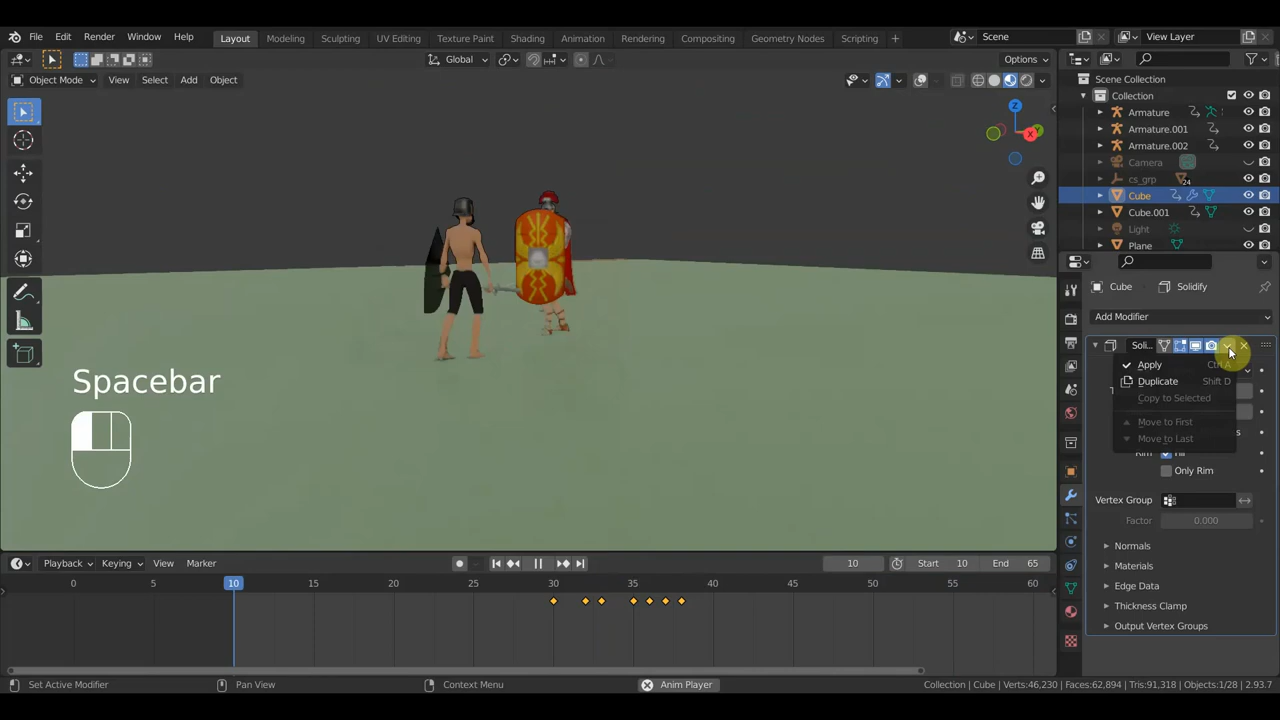 File Edit Render Window Help Layout Modeling Sculpting UV Editing Texture Paint Shading Animation Rendering Compositing Geometry Nodes Scripting + Scene View Layer
Global Options
Object Mode View Select Add Object
Scene Collection
Collection
Armature
Armature.001
Armature.002
Camera
cs_grp 24
Cube
Cube.001
Light
Plane
Z
X
Cube Solidify
Add Modifier
Soli...
Apply Ctrl A
Duplicate Shift D
Copy to Selected
Move to First
Move to Last
Only Rim
Vertex Group
Factor 0.000
Normals
Materials
Edge Data
Thickness Clamp
Output Vertex Groups
Spacebar
Playback Keying View Marker 10 Start 10 End 65
0 5 10 15 20 25 30 35 40 45 50 55 60
Set Active Modifier Pan View Context Menu Anim Player Collection | Cube | Verts:46,230 | Faces:62,894 | Tris:91,318 | Objects:1/28 | 2.93.7